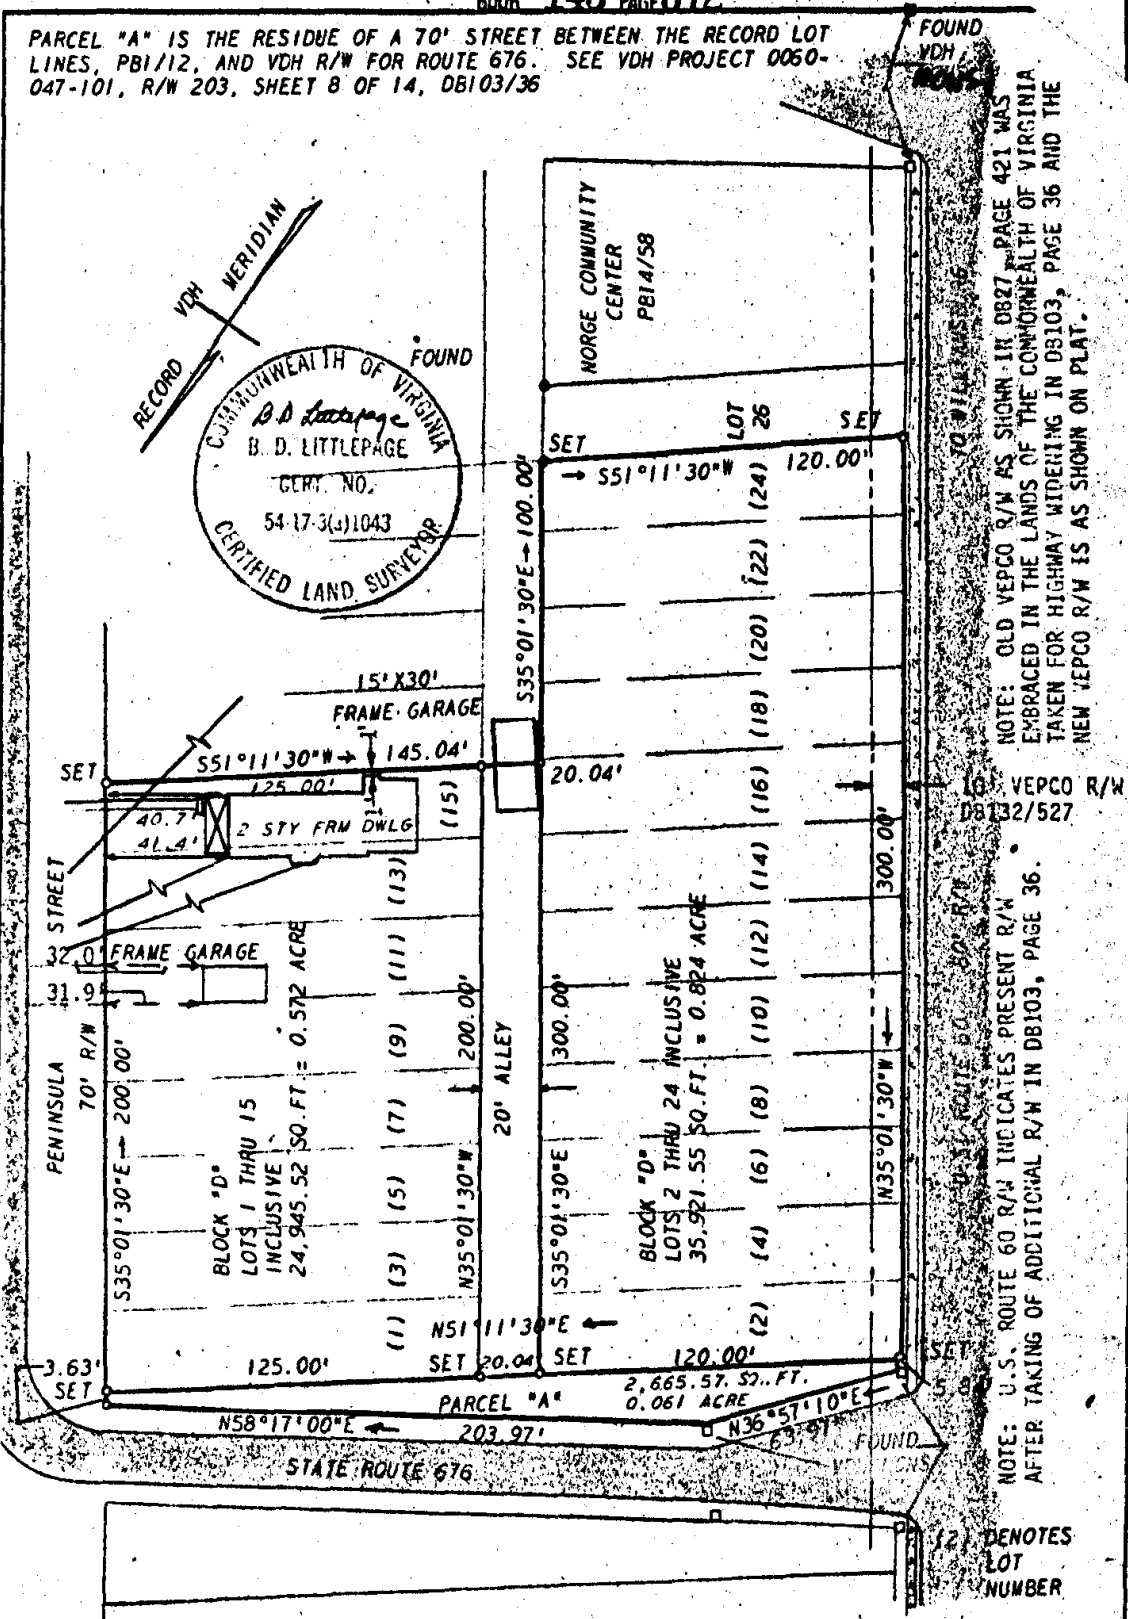 PARCEL "A" IS THE RESIDUE OF A 70' STREET BETWEEN THE RECORD LOT
LINES, PB1/12, AND VDH R/W FOR ROUTE 676. SEE VDH PROJECT 0060-
047-101, R/W 203, SHEET 8 OF 14, DB103/36
FOUND
VDH
RECORD VDH MERIDIAN
NORGE COMMUNITY
CENTER
PB14/58
FOUND
COMMONWEALTH OF VIRGINIA
B D Littlepage
B. D. LITTLEPAGE
CERT. NO.
54-17-3(a)1043
CERTIFIED LAND SURVEYOR
SET
LOT
26
SET
→ S51°11'30"W 120.00'
S35°01'30"E → 100.00'
(24)
(22)
(20)
(18)
(16)
(14)
(12)
(10)
(8)
(6)
(4)
(2)
15' X30'
FRAME GARAGE
SET
S51°11'30"W → 145.04'
125.00'
20.04'
40.7'
41.4'
2 STY FRM DWLG
(15)
(13)
(11)
(9)
(7)
(5)
(3)
(1)
10' VEPCO R/W
DB132/527
300.00'
N35°01'30"W
PENINSULA STREET
70' R/W
32.0'
FRAME GARAGE
31.9'
S35°01'30"E → 200.00'
BLOCK "D"
LOTS 1 THRU 15
INCLUSIVE
24,945.52 SQ.FT.= 0.572 ACRE
N35°01'30"W 200.00'
20' ALLEY
S35°01'30"E 300.00'
BLOCK "D"
LOTS 2 THRU 24 INCLUSIVE
35,921.55 SQ.FT. = 0.824 ACRE
N51°11'30"E
3.63'
SET
125.00'
SET
20.04'
SET
120.00'
SET
2,665.57 SQ. FT.
0.061 ACRE
PARCEL "A"
N58°17'00"E
203.97'
N36°57'10"E
63.97'
FOUND
STATE ROUTE 676
TO WILLIAMSBURG
U.S. ROUTE 60 R/W
NOTE: OLD VEPCO R/W AS SHOWN IN DB27, PAGE 421 WAS
EMBRACED IN THE LANDS OF THE COMMONWEALTH OF VIRGINIA
TAKEN FOR HIGHWAY WIDENING IN DB103, PAGE 36 AND THE
NEW VEPCO R/W IS AS SHOWN ON PLAT.
NOTE: U.S. ROUTE 60 R/W INDICATES PRESENT R/W
AFTER TAKING OF ADDITIONAL R/W IN DB103, PAGE 36.
(2) DENOTES
LOT
NUMBER